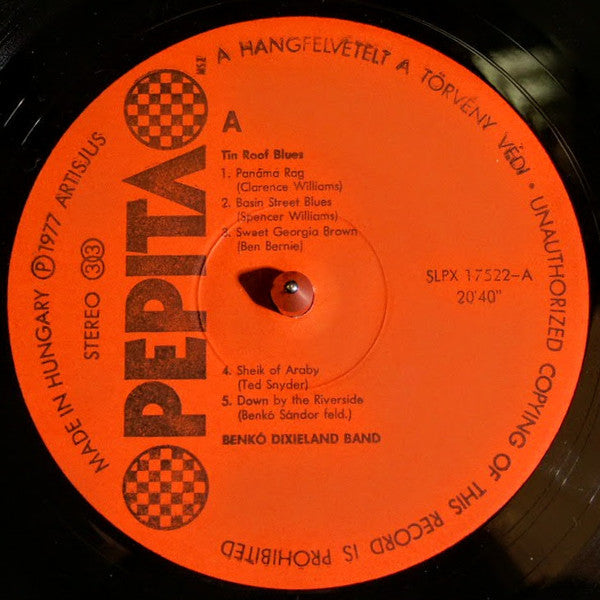 A HANGFELVÉTELT A TÖRVÉNY VÉDI • UNAUTHORIZED COPYING OF THIS RECORD IS PROHIBITED
MADE IN HUNGARY Ⓟ 1977 ARTISJUS
STEREO 33
PEPITA
MSZ
A
Tin Roof Blues
1. Panáma Rag
(Clarence Williams)
2. Basin Street Blues
(Spencer Williams)
3. Sweet Georgia Brown
(Ben Bernie)
SLPX 17522-A
20'40"
4. Sheik of Araby
(Ted Snyder)
5. Down by the Riverside
(Benkó Sándor feld.)
BENKÓ DIXIELAND BAND